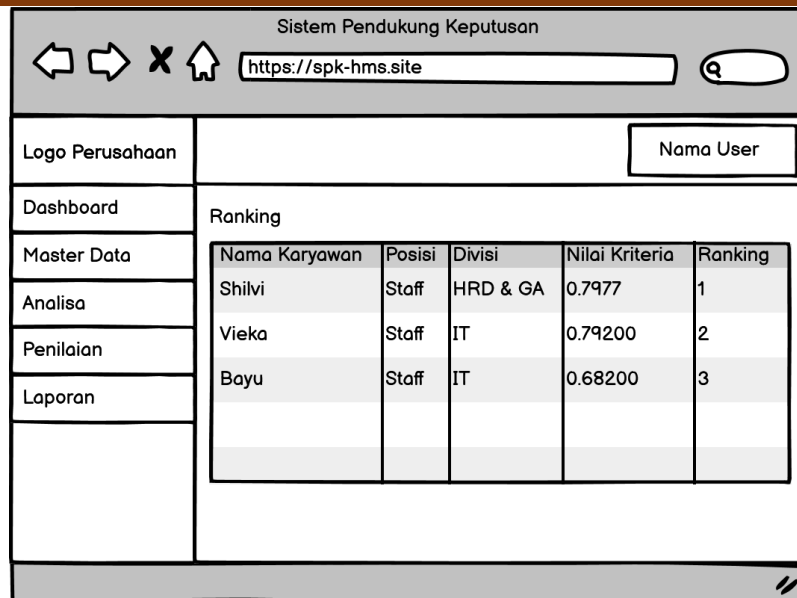 Sistem Pendukung Keputusan
https://spk-hms.site
Logo Perusahaan
Nama User
Dashboard
Master Data
Analisa
Penilaian
Laporan
Ranking
Nama Karyawan Posisi Divisi Nilai Kriteria Ranking
Shilvi Staff HRD & GA 0.7977 1
Vieka Staff IT 0.79200 2
Bayu Staff IT 0.68200 3